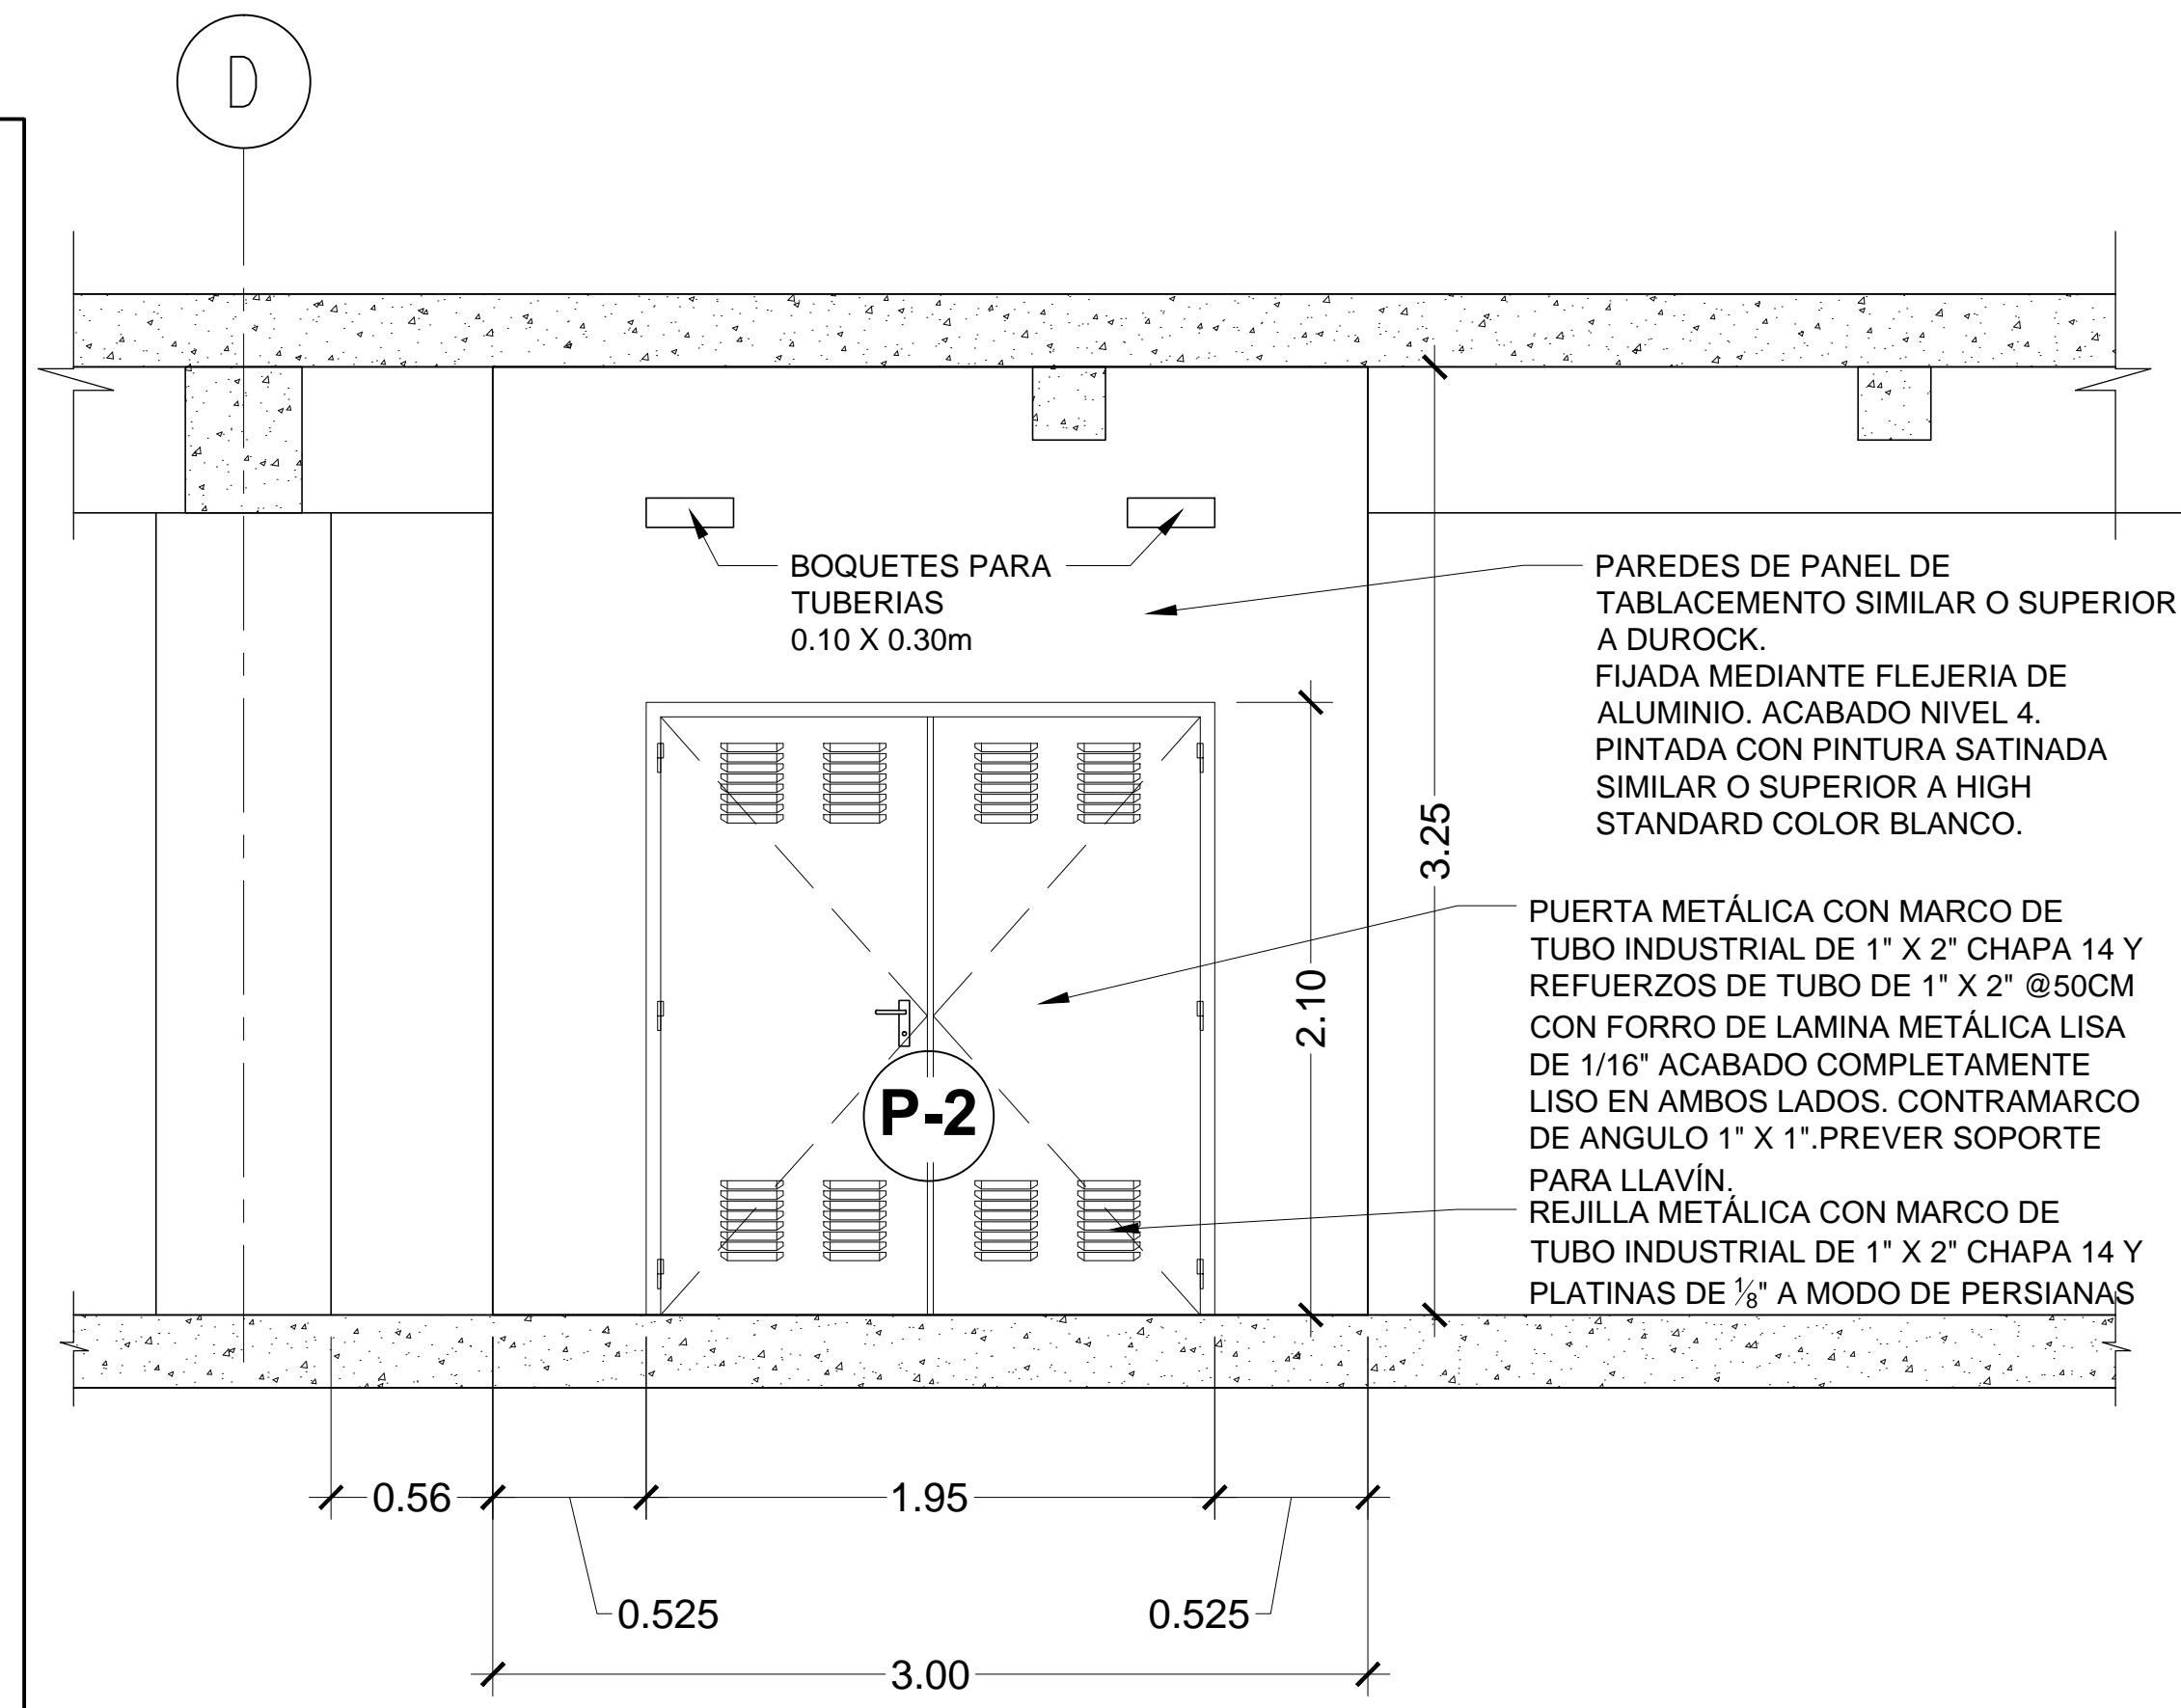 D
BOQUETES PARA
TUBERIAS
0.10 X 0.30m
PAREDES DE PANEL DE
TABLACEMENTO SIMILAR O SUPERIOR
A DUROCK.
FIJADA MEDIANTE FLEJERIA DE
ALUMINIO. ACABADO NIVEL 4.
PINTADA CON PINTURA SATINADA
SIMILAR O SUPERIOR A HIGH
STANDARD COLOR BLANCO.
3.25
PUERTA METÁLICA CON MARCO DE
TUBO INDUSTRIAL DE 1" X 2" CHAPA 14 Y
REFUERZOS DE TUBO DE 1" X 2" @50CM
CON FORRO DE LAMINA METÁLICA LISA
DE 1/16" ACABADO COMPLETAMENTE
LISO EN AMBOS LADOS. CONTRAMARCO
DE ANGULO 1" X 1".PREVER SOPORTE
PARA LLAVÍN.
2.10
P-2
REJILLA METÁLICA CON MARCO DE
TUBO INDUSTRIAL DE 1" X 2" CHAPA 14 Y
PLATINAS DE ⅛" A MODO DE PERSIANAS
0.56
1.95
0.525
0.525
3.00